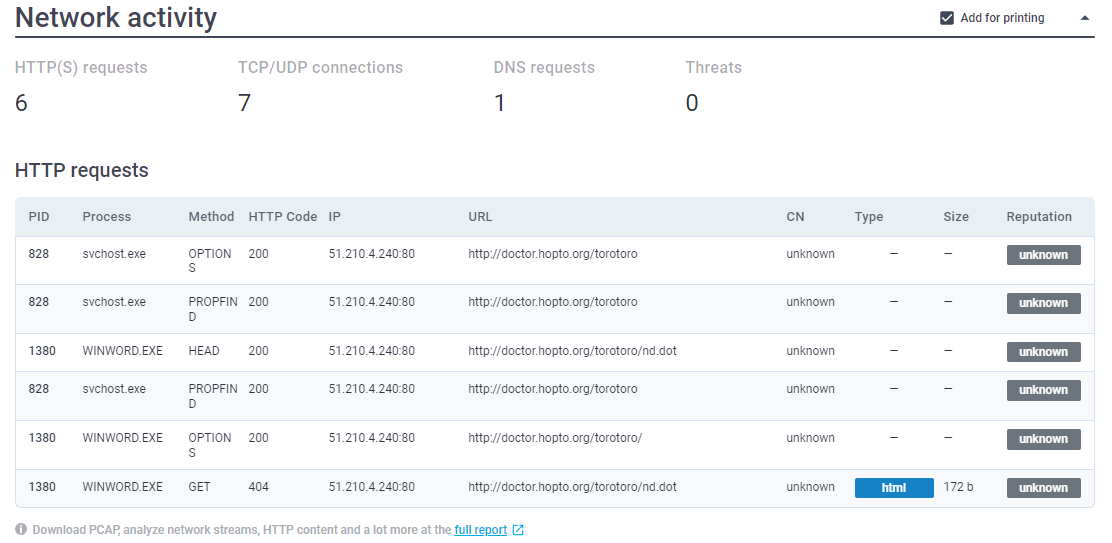 Network activity
Add for printing
HTTP(S) requests TCP/UDP connections DNS requests Threats
6 7 1 0
HTTP requests
PID Process Method HTTP Code IP URL CN Type Size Reputation
828 svchost.exe OPTION 200 51.210.4.240:80 http://doctor.hopto.org/torotoro unknown — — unknown
S
828 svchost.exe PROPFIN 200 51.210.4.240:80 http://doctor.hopto.org/torotoro unknown — — unknown
D
1380 WINWORD.EXE HEAD 200 51.210.4.240:80 http://doctor.hopto.org/torotoro/nd.dot unknown — — unknown
828 svchost.exe PROPFIN 200 51.210.4.240:80 http://doctor.hopto.org/torotoro unknown — — unknown
D
1380 WINWORD.EXE OPTION 200 51.210.4.240:80 http://doctor.hopto.org/torotoro/ unknown — — unknown
S
1380 WINWORD.EXE GET 404 51.210.4.240:80 http://doctor.hopto.org/torotoro/nd.dot unknown html 172 b unknown
Download PCAP, analyze network streams, HTTP content and a lot more at the full report